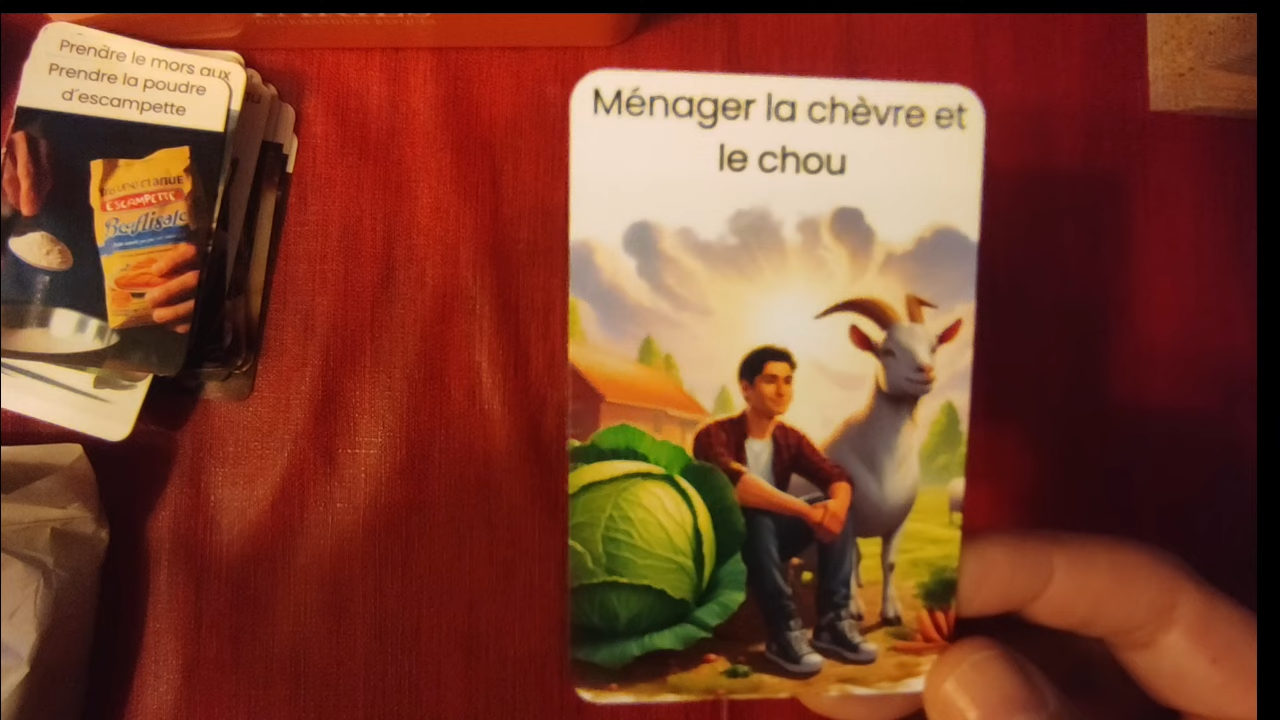 Prendre le mors aux
Prendre la poudre
d'escampette
ESCAMPETTE
Ménager la chèvre et
le chou